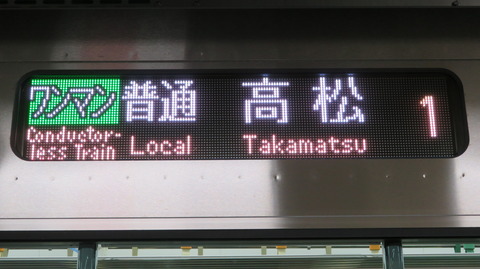 ワンマン 普通 高松 1
Conductor- Local Takamatsu
less Train